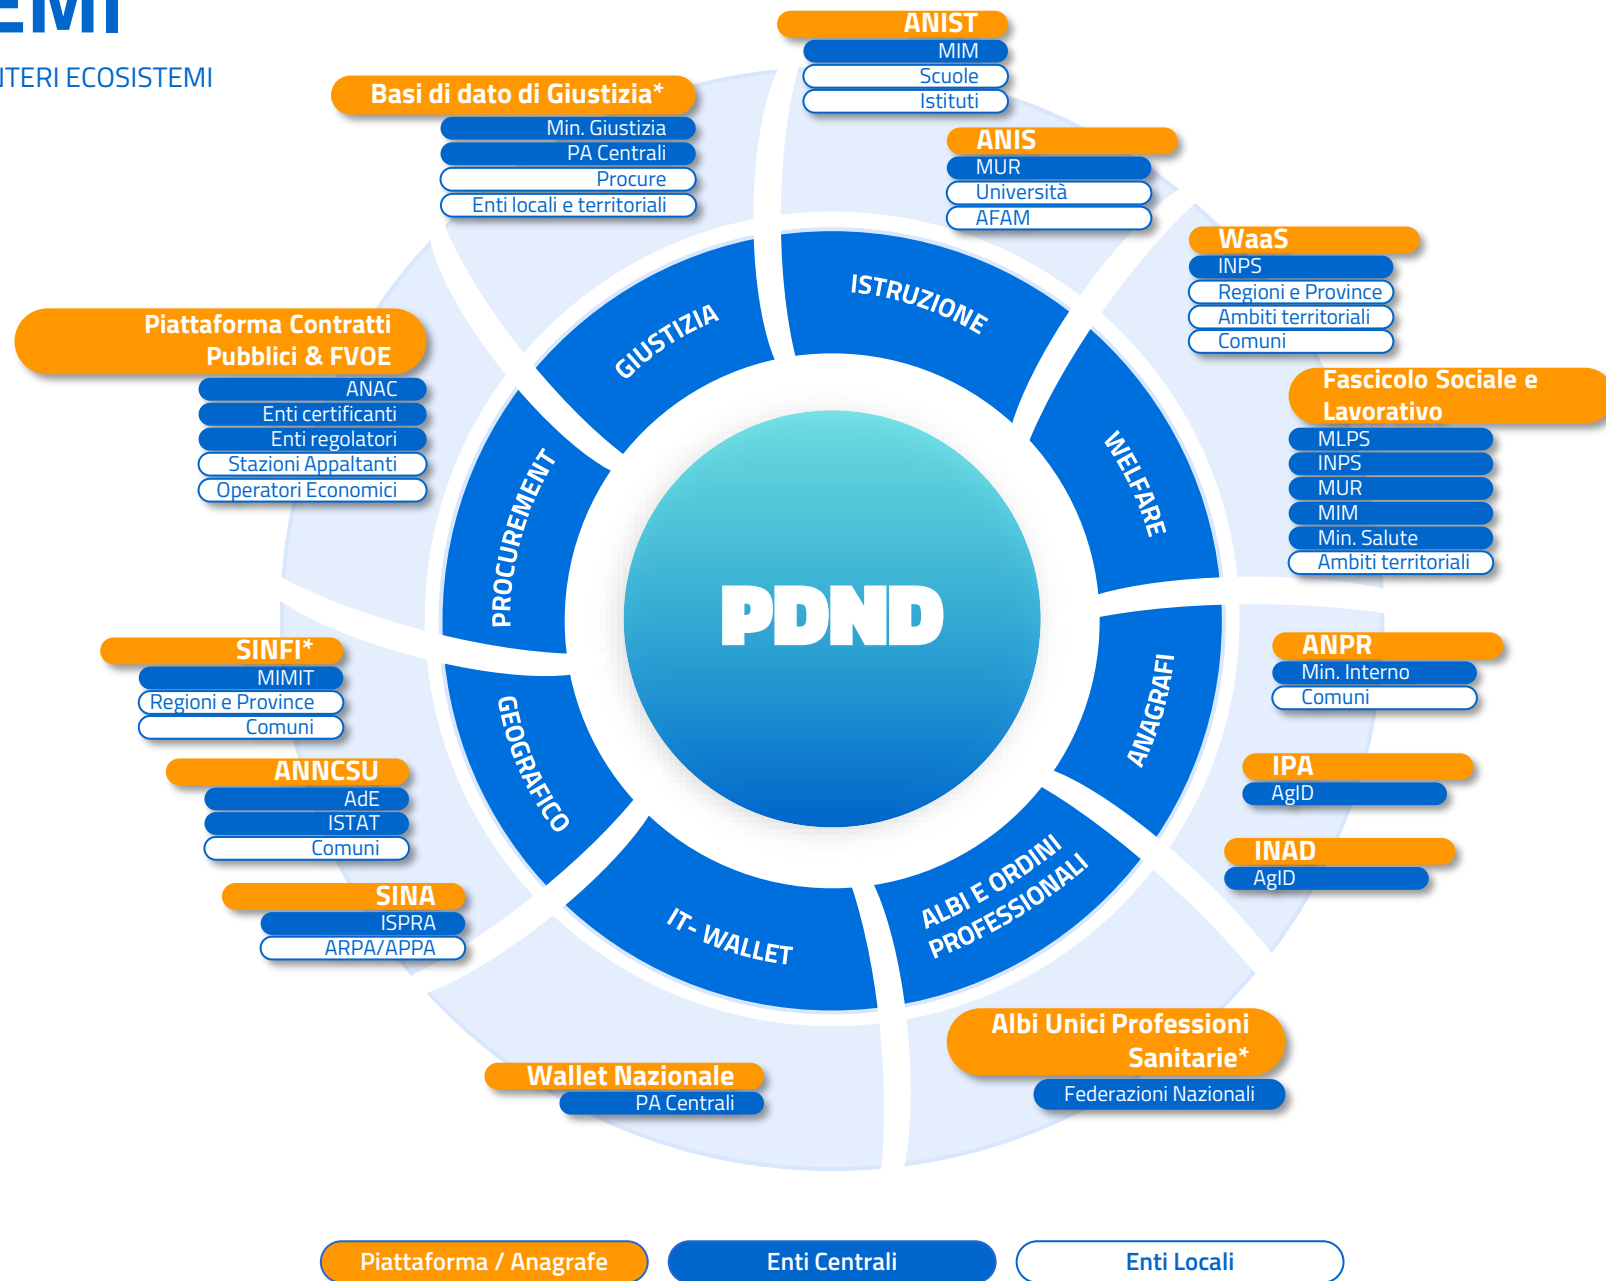 NTERI ECOSISTEMI
ANIST
MIM
Scuole
Istituti
Basi di dato di Giustizia*
Min. Giustizia
PA Centrali
Procure
Enti locali e territoriali
ANIS
MUR
Università
AFAM
WaaS
INPS
Regioni e Province
Ambiti territoriali
Comuni
Piattaforma Contratti
Pubblici & FVOE
ANAC
Enti certificanti
Enti regolatori
Stazioni Appaltanti
Operatori Economici
Fascicolo Sociale e
Lavorativo
MLPS
INPS
MUR
MIM
Min. Salute
Ambiti territoriali
GIUSTIZIA
ISTRUZIONE
WELFARE
PROCUREMENT
PDND
ANAGRAFI
GEOGRAFICO
IT- WALLET
ALBI E ORDINI
PROFESSIONALI
SINFI*
MIMIT
Regioni e Province
Comuni
ANNCSU
AdE
ISTAT
Comuni
SINA
ISPRA
ARPA/APPA
ANPR
Min. Interno
Comuni
IPA
AgID
INAD
AgID
Wallet Nazionale
PA Centrali
Albi Unici Professioni
Sanitarie*
Federazioni Nazionali
Piattaforma / Anagrafe
Enti Centrali
Enti Locali